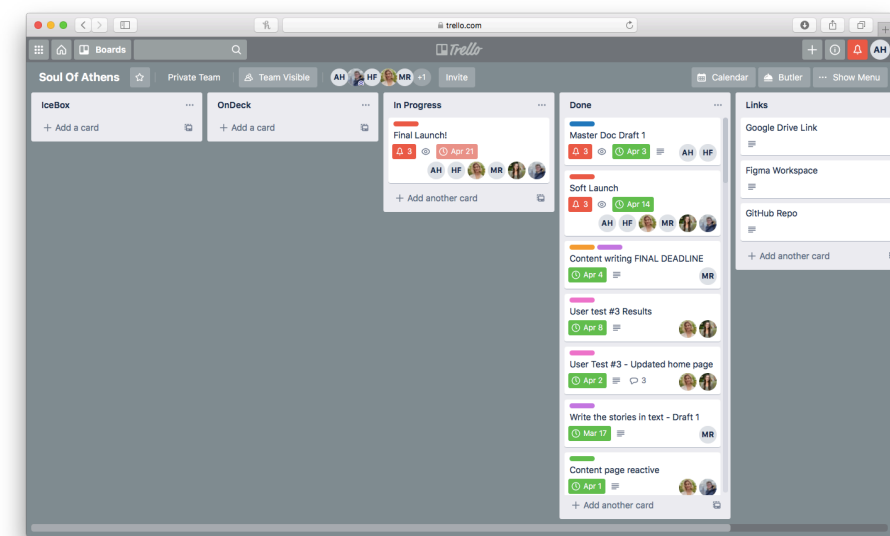 trello.com
Boards
Trello
AH
Soul Of Athens
Private Team
Team Visible
AH HF MR +1
Invite
Calendar
Butler
··· Show Menu
IceBox
+ Add a card
OnDeck
+ Add a card
In Progress
Final Launch!
3 Apr 21
AH HF MR
+ Add another card
Done
Master Doc Draft 1
3 Apr 3 AH HF
Soft Launch
3 Apr 14
AH HF MR
Content writing FINAL DEADLINE
Apr 4 MR
User test #3 Results
Apr 8
User Test #3 - Updated home page
Apr 2 3
Write the stories in text - Draft 1
Mar 17 MR
Content page reactive
Apr 1
+ Add another card
Links
Google Drive Link
Figma Workspace
GitHub Repo
+ Add another card